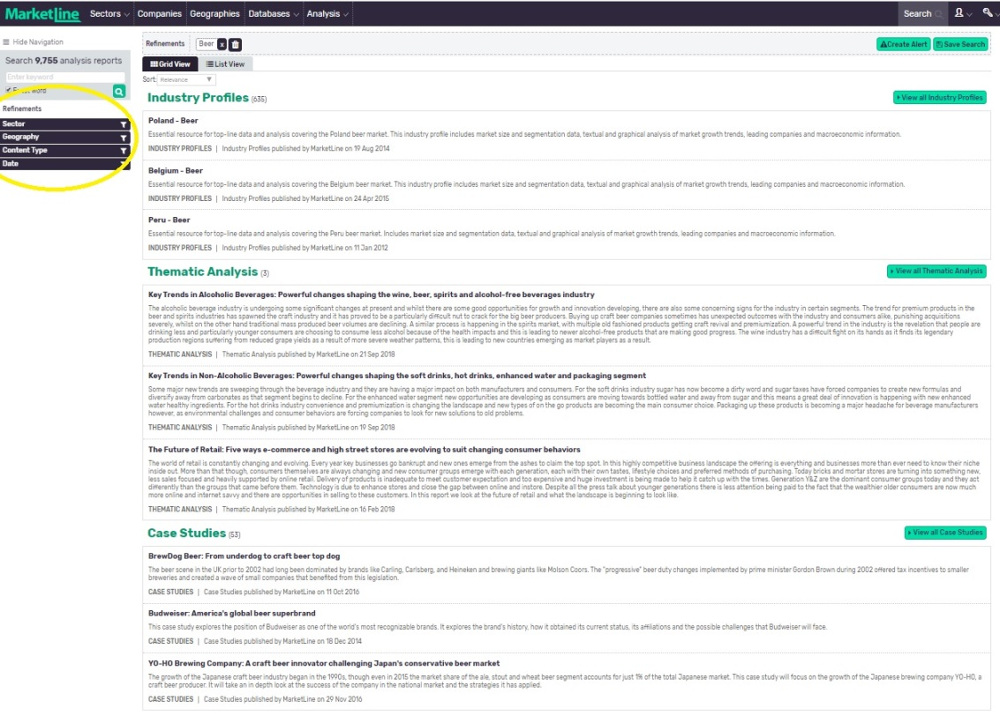 MarketLine Sectors Companies Geographies Databases Analysis Search
Hide Navigation
Search 9,755 analysis reports
Enter keyword
word
Refinements
Sector
Geography
Content Type
Date
Refinements Beer x
Create Alert Save Search
Grid View List View
Sort: Relevance
Industry Profiles (635) View all Industry Profiles
Poland - Beer
Essential resource for top-line data and analysis covering the Poland beer market. This industry profile includes market size and segmentation data, textual and graphical analysis of market growth trends, leading companies and macroeconomic information.
INDUSTRY PROFILES | Industry Profiles published by MarketLine on 19 Aug 2014
Belgium - Beer
Essential resource for top-line data and analysis covering the Belgium beer market. This industry profile includes market size and segmentation data, textual and graphical analysis of market growth trends, leading companies and macroeconomic information.
INDUSTRY PROFILES | Industry Profiles published by MarketLine on 24 Apr 2015
Peru - Beer
Essential resource for top-line data and analysis covering the Peru beer market. Includes market size and segmentation data, textual and graphical analysis of market growth trends, leading companies and macroeconomic information.
INDUSTRY PROFILES | Industry Profiles published by MarketLine on 11 Jan 2012
Thematic Analysis (3) View all Thematic Analysis
Key Trends in Alcoholic Beverages: Powerful changes shaping the wine, beer, spirits and alcohol-free beverages industry
The alcoholic beverage industry is undergoing some significant changes at present and whilst there are some good opportunities for growth and innovation developing, there are also some concerning signs for the industry in certain segments. The trend for premium products in the
beer and spirits industries has spawned the craft industry and it has proved to be a particularly difficult nut to crack for the big beer producers. Buying up craft beer companies sometimes has unexpected outcomes with the industry and consumers alike, punishing acquisitions
severely, whilst on the other hand traditional mass produced beer volumes are declining. A similar process is happening in the spirits market, with multiple old fashioned products getting craft revival and premiumization. A powerful trend in the industry is the revelation that people are
drinking less and particularly younger consumers are choosing to consume less alcohol because of the health impacts and this is leading to newer alcohol-free products that are making good progress. The wine industry has a difficult fight on its hands as it finds its legendary
production regions suffering from reduced grape yields as a result of more severe weather patterns, this is leading to new countries emerging as market players as a result.
THEMATIC ANALYSIS | Thematic Analysis published by MarketLine on 21 Sep 2018
Key Trends in Non-Alcoholic Beverages: Powerful changes shaping the soft drinks, hot drinks, enhanced water and packaging segment
Some major new trends are sweeping through the beverage industry and they are having a major impact on both manufacturers and consumers. For the soft drinks industry sugar has now become a dirty word and sugar taxes have forced companies to create new formulas and
diversify away from carbonates as that segment begins to decline. For the enhanced water segment new opportunities are developing as consumers are moving towards bottled water and away from sugar and this means a great deal of innovation is happening with new enhanced
water healthy ingredients. For the hot drinks industry convenience and premiumization is changing the landscape and new types of on the go products are becoming the main consumer choice. Packaging up these products is becoming a major headache for beverage manufacturers
however, as environmental challenges and consumer behaviors are forcing companies to look for new solutions to old problems.
THEMATIC ANALYSIS | Thematic Analysis published by MarketLine on 19 Sep 2018
The Future of Retail: Five ways e-commerce and high street stores are evolving to suit changing consumer behaviors
The world of retail is constantly changing and evolving. Every year key businesses go bankrupt and new ones emerge from the ashes to claim the top spot. In this highly competitive business landscape the offering is everything and businesses more than ever need to know their niche
inside out. More than that though, consumers themselves are always changing and new consumer groups emerge with each generation, each with their own tastes, lifestyle choices and preferred methods of purchasing. Today bricks and mortar stores are turning into something new,
less sales focused and heavily supported by online retail. Delivery of products is inadequate to meet customer expectation and too expensive and huge investment is being made to help it catch up with the times. Generation Y&Z are the dominant consumer groups today and they act
differently than the groups that came before them. Technology is due to enhance stores and close the gap between online and instore. Despite all the press talk about younger generations there is less attention being paid to the fact that the wealthier older consumers are now much
more online and internet savvy and there are opportunities in selling to these customers. In this report we look at the future of retail and what the landscape is beginning to look like.
THEMATIC ANALYSIS | Thematic Analysis published by MarketLine on 16 Feb 2018
Case Studies (53) View all Case Studies
BrewDog Beer: From underdog to craft beer top dog
The beer scene in the UK prior to 2002 had long been dominated by brands like Carling, Carlsberg, and Heineken and brewing giants like Molson Coors. The "progressive" beer duty changes implemented by prime minister Gordon Brown during 2002 offered tax incentives to smaller
breweries and created a wave of small companies that benefited from this legislation.
CASE STUDIES | Case Studies published by MarketLine on 11 Oct 2016
Budweiser: America's global beer superbrand
This case study explores the position of Budweiser as one of the world's most recognizable brands. It explores the brand's history, how it obtained its current status, its affiliations and the possible challenges that Budweiser will face.
CASE STUDIES | Case Studies published by MarketLine on 18 Dec 2014
YO-HO Brewing Company: A craft beer innovator challenging Japan's conservative beer market
The growth of the Japanese craft beer industry began in the 1990s, though even in 2015 the market share of the ale, stout and wheat beer segment accounts for just 1% of the total Japanese market. This case study will focus on the growth of the Japanese brewing company YO-HO, a
craft beer producer. It will take an in depth look at the success of the company in the national market and the strategies it has applied.
CASE STUDIES | Case Studies published by MarketLine on 29 Nov 2016